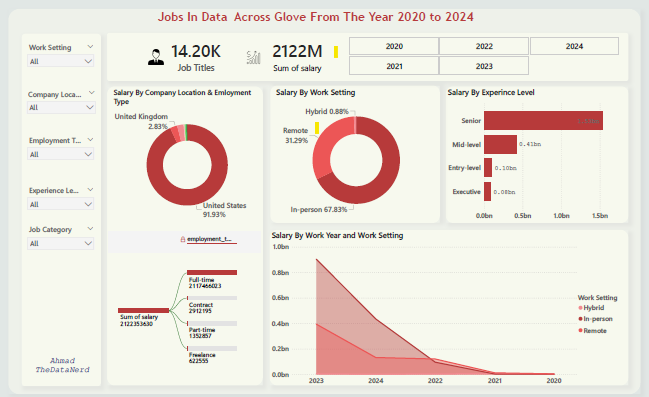 Jobs In Data Across Glove From The Year 2020 to 2024
Work Setting
All
Company Loca...
All
Employment T...
All
Experience Le...
All
Job Category
All
Ahmad
TheDataNerd
14.20K
Job Titles
2122M
Sum of salary
2020
2022
2024
2021
2023
Salary By Company Location & Emloyment
Type
United Kingdom
2.83%
United States
91.93%
Salary By Work Setting
Hybrid 0.88%
Remote
31.29%
In-person 67.83%
Salary By Experince Level
Senior
Mid-level
0.41bn
Entry-level
0.10bn
Executive
0.08bn
0.0bn
0.5bn
1.0bn
1.5bn
employment_t...
Sum of salary
2122353630
Full-time
2117466023
Contract
2912195
Part-time
1352857
Freelance
622555
Salary By Work Year and Work Setting
1.0bn
0.8bn
0.6bn
0.4bn
0.2bn
0.0bn
2023
2024
2022
2021
2020
Work Setting
Hybrid
In-person
Remote